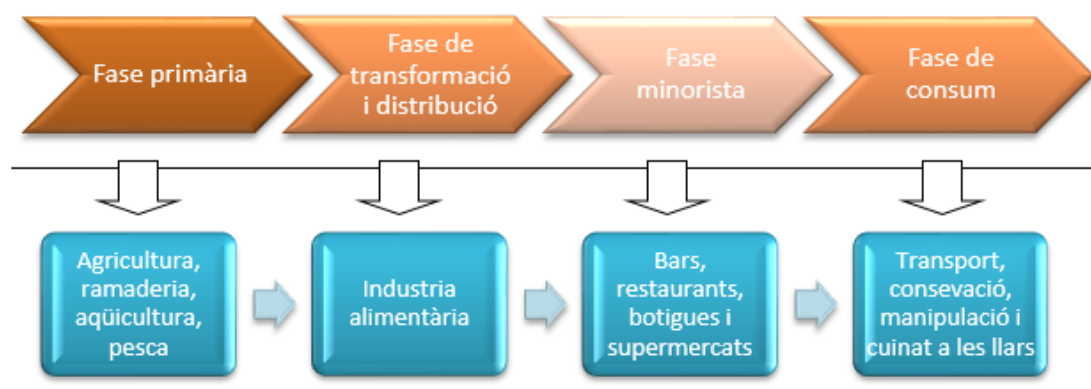 Fase primària
Fase de
transformació
i distribució
Fase
minorista
Fase de
consum
Agricultura,
ramaderia,
aqüicultura,
pesca
Industria
alimentària
Bars,
restaurants,
botigues i
supermercats
Transport,
consevació,
manipulació i
cuinat a les llars